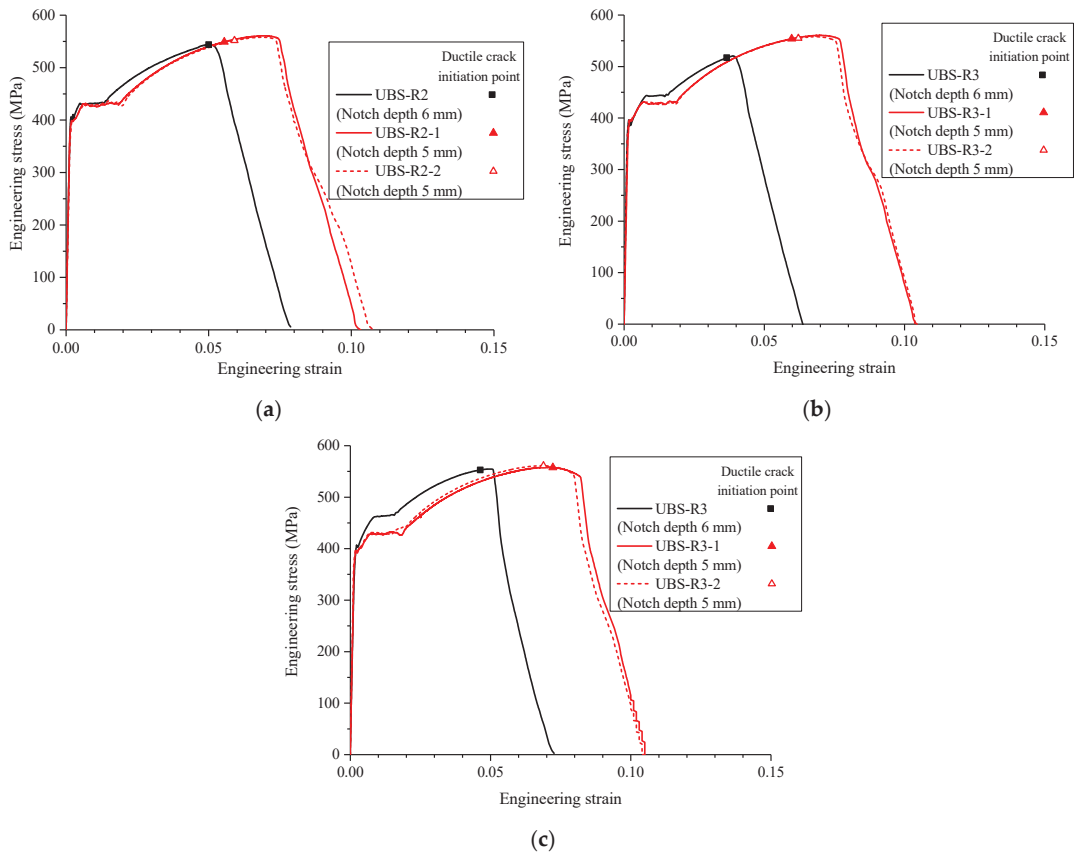 600
500
400
300
200
100
0
0.00
0.05
0.10
0.15
Engineering stress (MPa)
Engineering strain
Ductile crack
initiation point
UBS-R2
(Notch depth 6 mm)
UBS-R2-1
(Notch depth 5 mm)
UBS-R2-2
(Notch depth 5 mm)
(a)
600
500
400
300
200
100
0
0.00
0.05
0.10
0.15
Engineering stress (MPa)
Engineering strain
Ductile crack
initiation point
UBS-R3
(Notch depth 6 mm)
UBS-R3-1
(Notch depth 5 mm)
UBS-R3-2
(Notch depth 5 mm)
(b)
600
500
400
300
200
100
0
0.00
0.05
0.10
0.15
Engineering stress (MPa)
Engineering strain
Ductile crack
initiation point
UBS-R3
(Notch depth 6 mm)
UBS-R3-1
(Notch depth 5 mm)
UBS-R3-2
(Notch depth 5 mm)
(c)